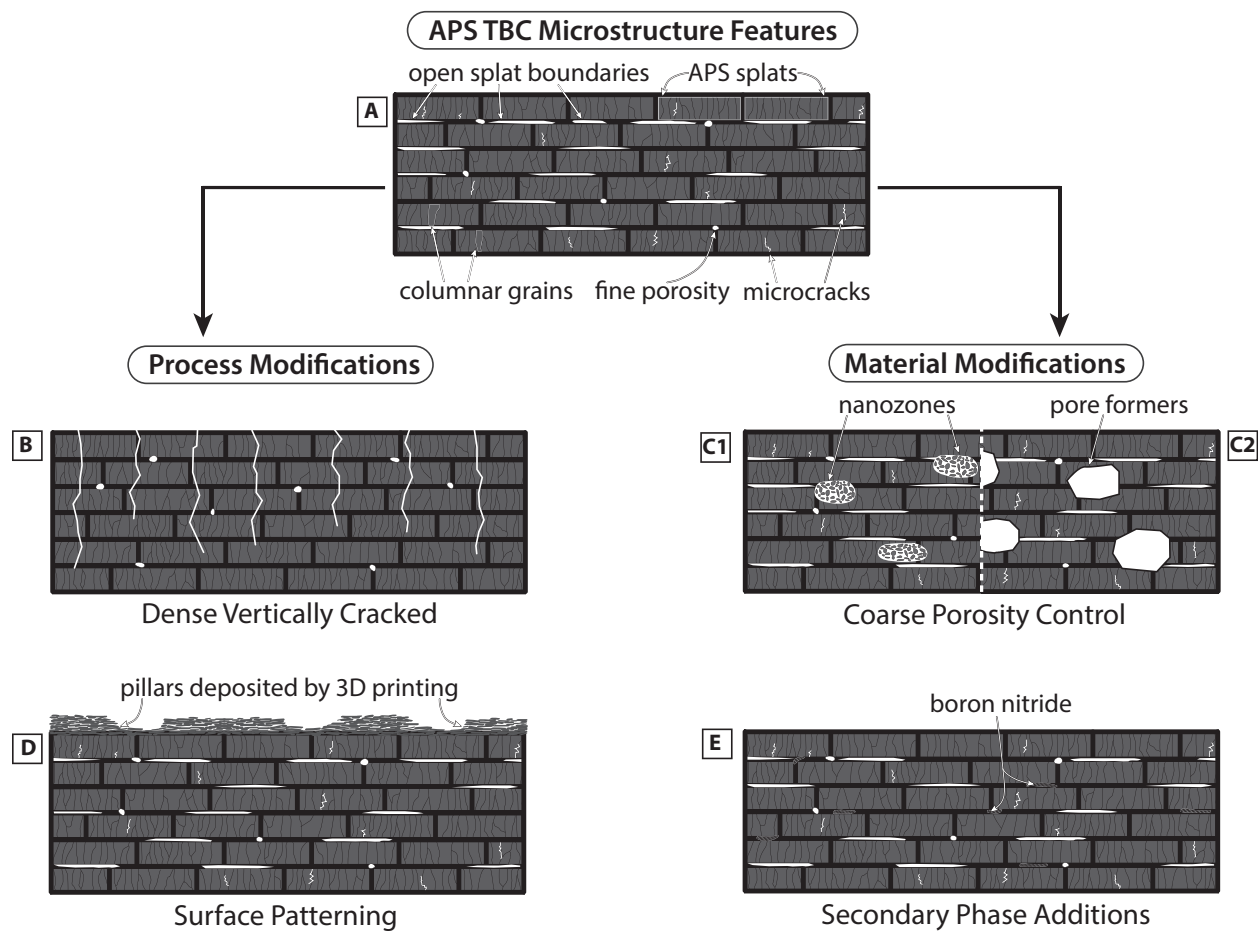 APS TBC Microstructure Features
open splat boundaries
APS splats
A
columnar grains
fine porosity
microcracks
Process Modifications
Material Modifications
nanozones
pore formers
B
C1
C2
Dense Vertically Cracked
Coarse Porosity Control
pillars deposited by 3D printing
boron nitride
D
E
Surface Patterning
Secondary Phase Additions